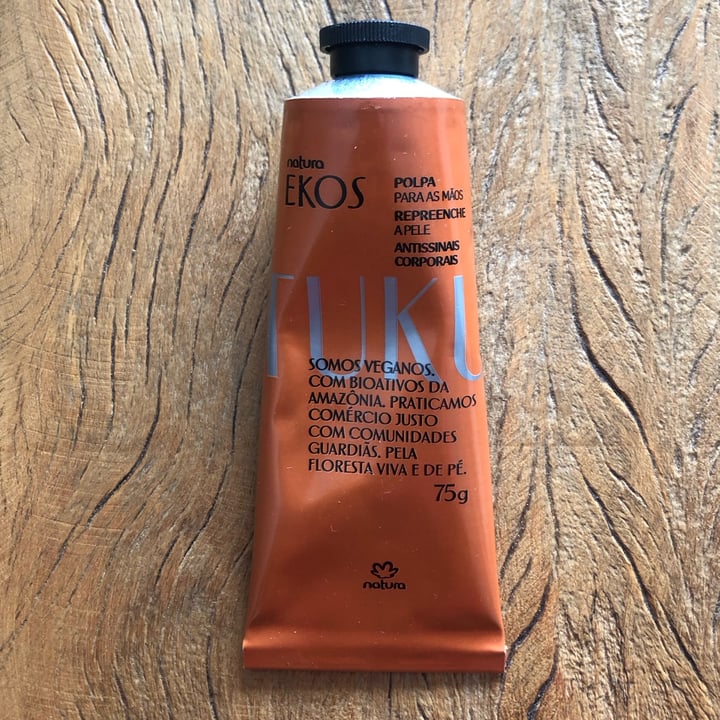 natura
EKOS
POLPA
PARA AS MÃOS
REPREENCHE
A PELE
ANTISSINAIS
CORPORAIS
TUKU
SOMOS VEGANOS.
COM BIOATIVOS DA
AMAZÔNIA. PRATICAMOS
COMÉRCIO JUSTO
COM COMUNIDADES
GUARDIÃS. PELA
FLORESTA VIVA E DE PÉ.
75g
natura